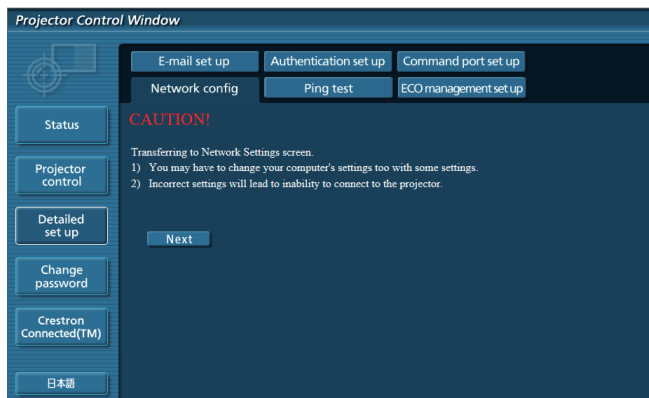 Projector Control Window
E-mail set up
Authentication set up
Command port set up
Network config
Ping test
ECO management set up
Status
Projector
control
Detailed
set up
Change
password
Crestron
Connected(TM)
日本語
CAUTION!
Transferring to Network Settings screen.
1) You may have to change your computer's settings too with some settings.
2) Incorrect settings will lead to inability to connect to the projector.
Next